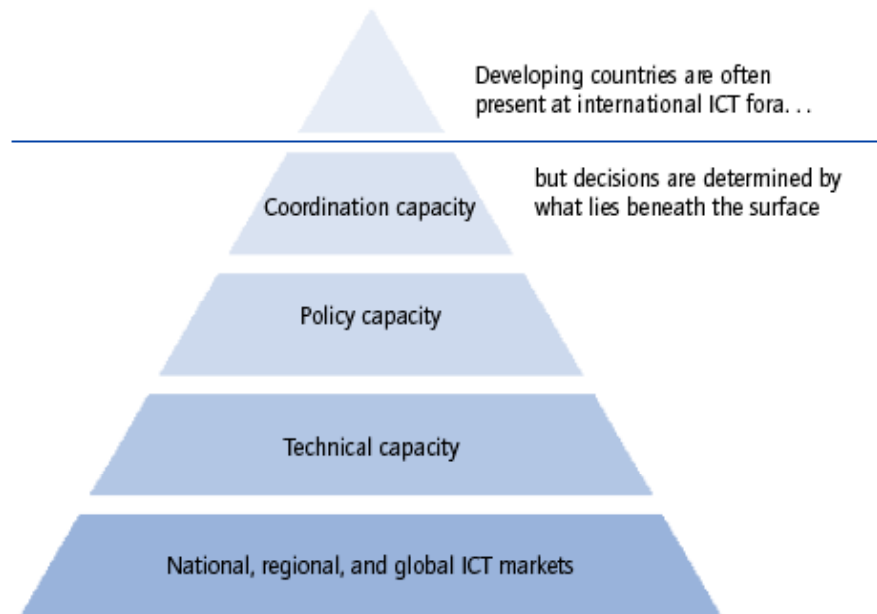 Developing countries are often
present at international ICT fora. . .
but decisions are determined by
what lies beneath the surface
Coordination capacity
Policy capacity
Technical capacity
National, regional, and global ICT markets